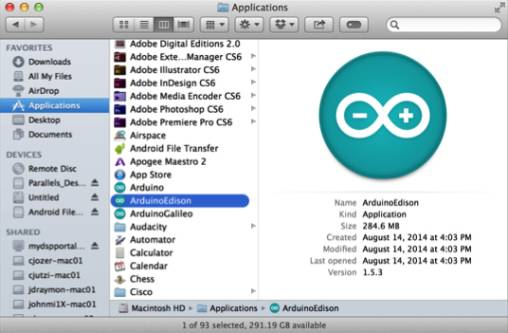 Applications
FAVORITES
Downloads
All My Files
AirDrop
Applications
Desktop
Documents
DEVICES
Remote Disc
Parallels_Des...
Untitled
Android File...
SHARED
mydspportal...
cjozer-mac01
cjutzi-mac01
jdraymon-mac01
johnmi1X-mac01
Adobe Digital Editions 2.0
Adobe Exte...Manager CS6
Adobe Illustrator CS6
Adobe InDesign CS6
Adobe Media Encoder CS6
Adobe Photoshop CS6
Adobe Premiere Pro CS6
Airspace
Android File Transfer
Apogee Maestro 2
App Store
Arduino
ArduinoEdison
ArduinoGalileo
Audacity
Automator
Calculator
Calendar
Chess
Cisco
Name ArduinoEdison
Kind Application
Size 284.6 MB
Created August 14, 2014 at 4:03 PM
Modified August 14, 2014 at 4:03 PM
Last opened August 14, 2014 at 4:03 PM
Version 1.5.3
Macintosh HD Applications ArduinoEdison
1 of 93 selected, 291.19 GB available